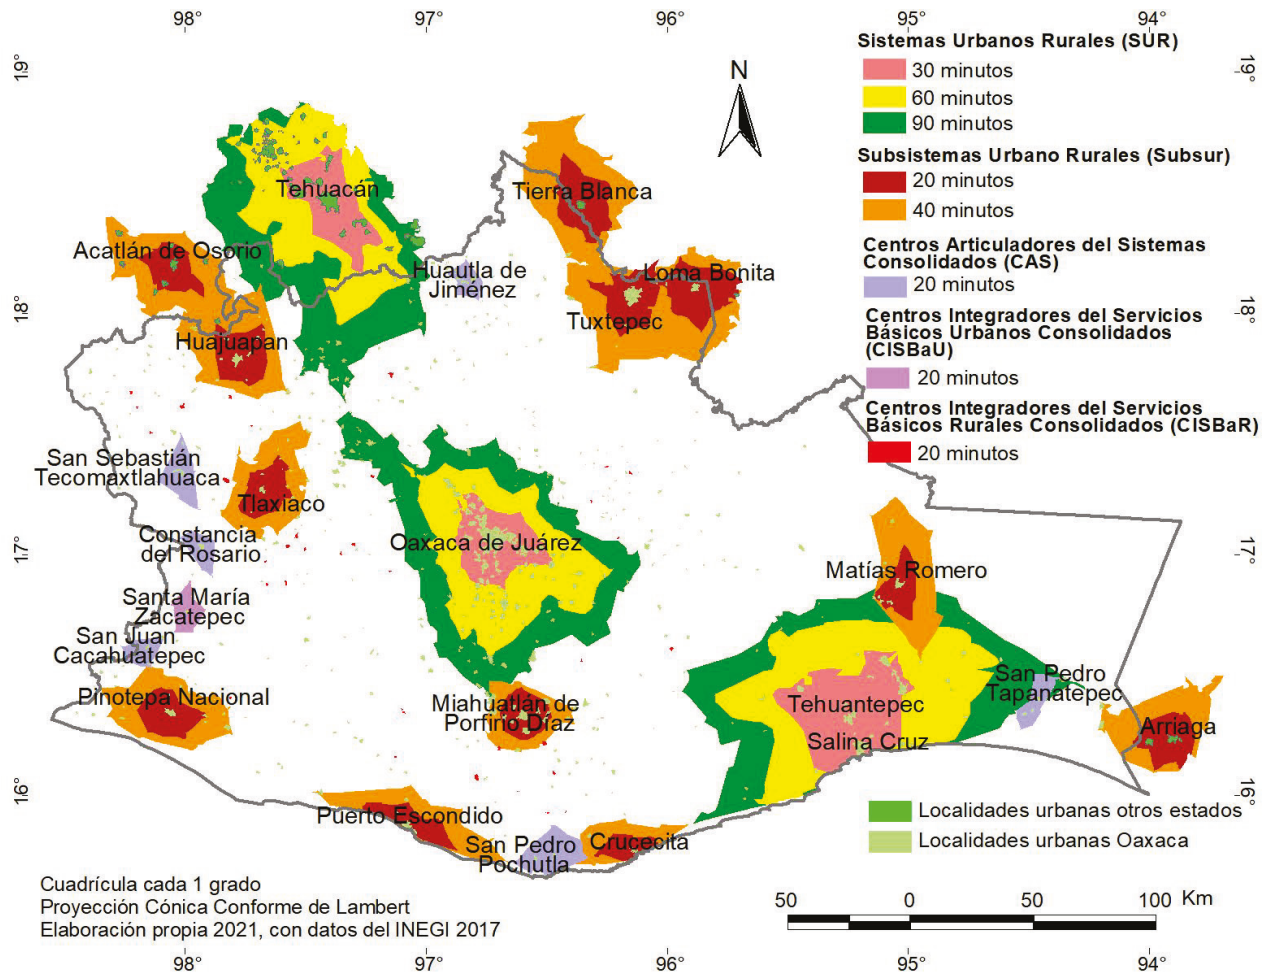 98°
97°
96°
95°
94°
19°
19°
18°
18°
17°
17°
16°
16°
N
Sistemas Urbanos Rurales (SUR)
30 minutos
60 minutos
90 minutos
Subsistemas Urbano Rurales (Subsur)
20 minutos
40 minutos
Centros Articuladores del Sistemas
Consolidados (CAS)
20 minutos
Centros Integradores del Servicios
Básicos Urbanos Consolidados
(CISBaU)
20 minutos
Centros Integradores del Servicios
Básicos Rurales Consolidados (CISBaR)
20 minutos
Tehuacán
Tierra Blanca
Acatlán de Osorio
Huautla de
Jiménez
Loma Bonita
Tuxtepec
Huajuapan
San Sebastián
Tecomaxtlahuaca
Tlaxiaco
Constancia
del Rosario
Oaxaca de Juárez
Matías Romero
Santa María
Zacatepec
San Juan
Cacahuatepec
Pinotepa Nacional
Miahuatlán de
Porfirio Díaz
Tehuantepec
Salina Cruz
San Pedro
Tapanatepec
Arriaga
Puerto Escondido
San Pedro
Pochutla
Crucecita
Localidades urbanas otros estados
Localidades urbanas Oaxaca
Cuadrícula cada 1 grado
Proyección Cónica Conforme de Lambert
Elaboración propia 2021, con datos del INEGI 2017
50
0
50
100
Km
98°
97°
96°
95°
94°